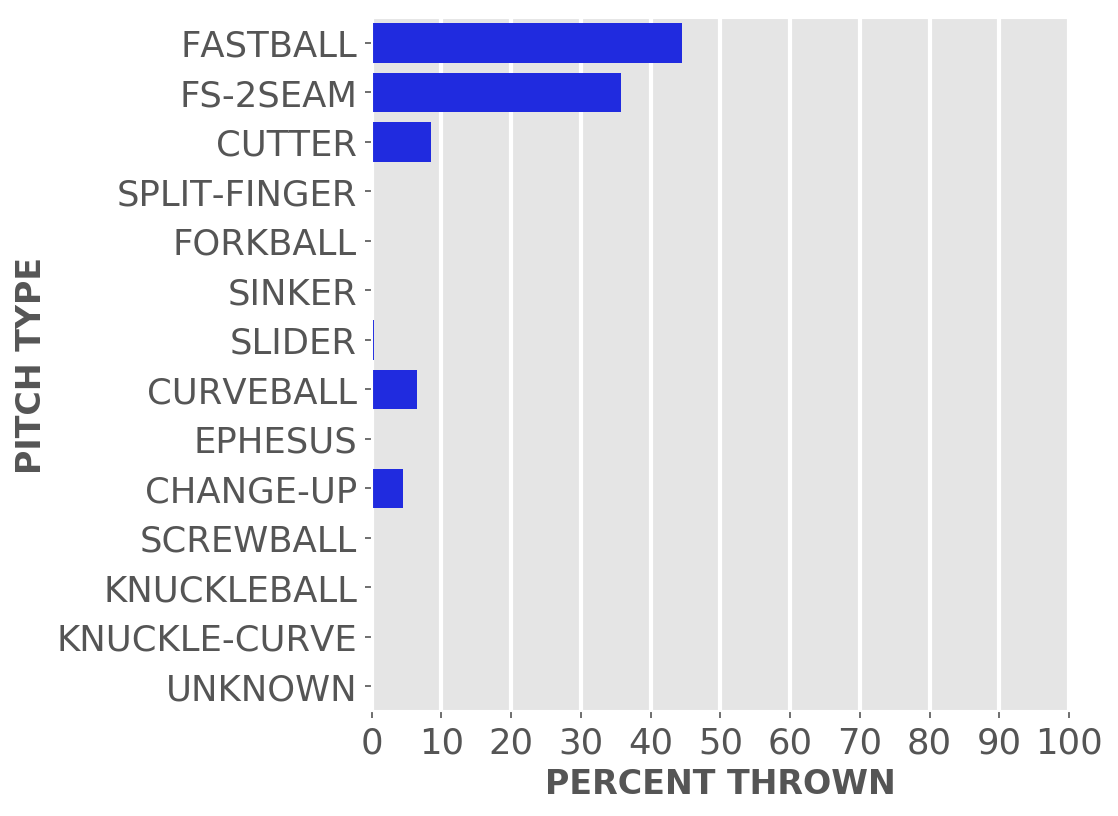 FASTBALL
FS-2SEAM
CUTTER
SPLIT-FINGER
FORKBALL
SINKER
SLIDER
CURVEBALL
EPHESUS
CHANGE-UP
SCREWBALL
KNUCKLEBALL
KNUCKLE-CURVE
UNKNOWN
PITCH TYPE
0 10 20 30 40 50 60 70 80 90 100
PERCENT THROWN